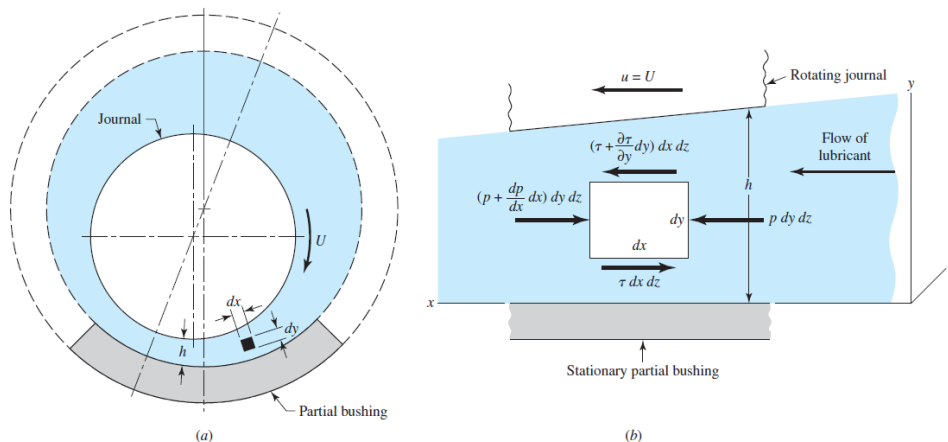 Journal
U
dx
dy
h
Partial bushing
(a)
u = U
Rotating journal
y
(τ + ∂τ/∂y dy) dx dz
Flow of
lubricant
h
(p + dp/dx dx) dy dz
dy
p dy dz
dx
τ dx dz
x
Stationary partial bushing
(b)